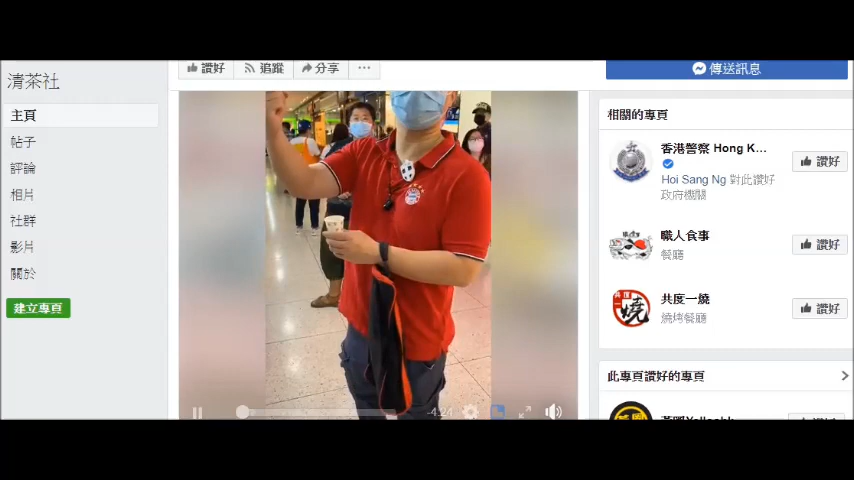 清茶社
主頁
帖子
評論
相片
社群
影片
關於
建立專頁
讚好
追蹤
分享
傳送訊息
-4:24
相關的專頁
香港警察 Hong K...
Hoi Sang Ng 對此讚好
政府機關
讚好
職人食事
餐廳
讚好
共度一燒
燒烤餐廳
讚好
此專頁讚好的專頁